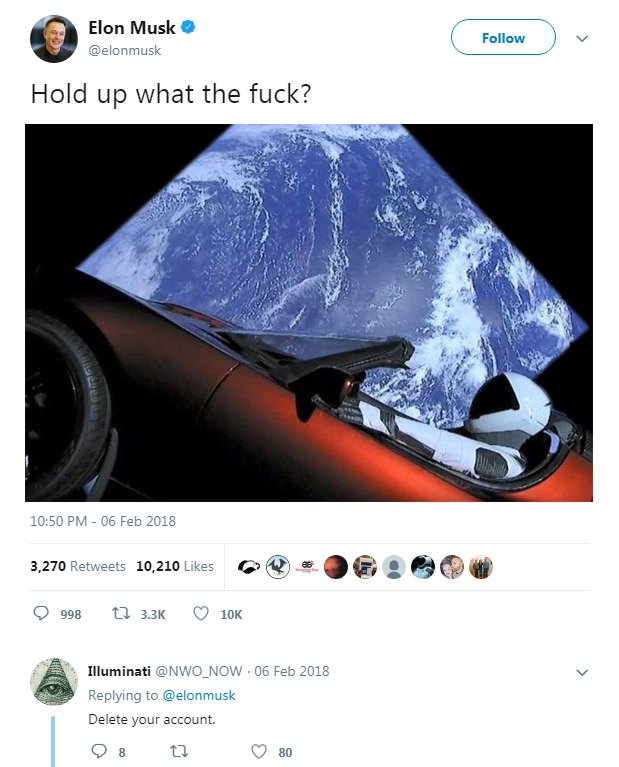 Elon Musk
@elonmusk
Follow
Hold up what the fuck?
10:50 PM - 06 Feb 2018
3,270 Retweets 10,210 Likes
998 3.3K 10K
Illuminati @NWO_NOW · 06 Feb 2018
Replying to @elonmusk
Delete your account.
8 80